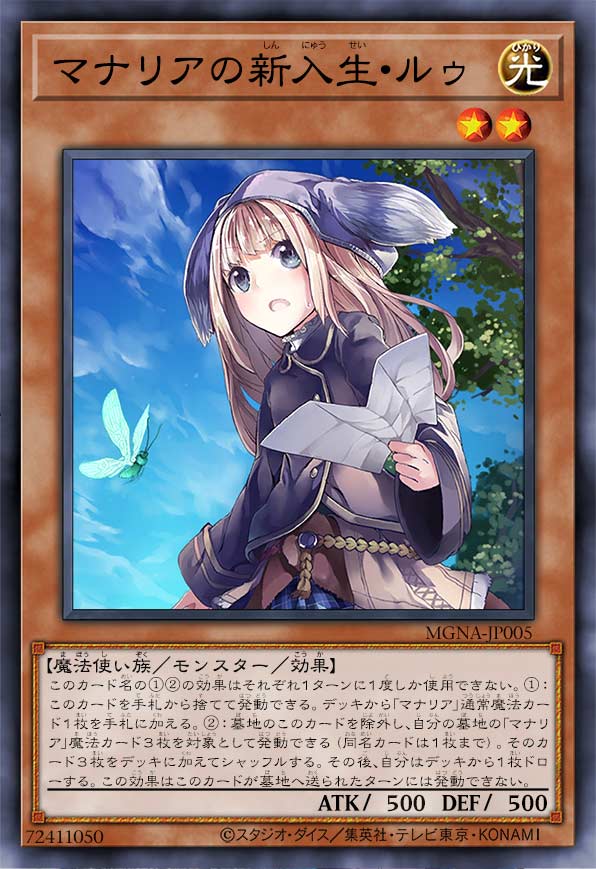 マナリアの新入生・ルゥ
光
MGNA-JP005
【魔法使い族／モンスター／効果】
このカード名の①②の効果はそれぞれ1ターンに1度しか使用できない。①：
このカードを手札から捨てて発動できる。デッキから「マナリア」通常魔法カー
ド1枚を手札に加える。②：墓地のこのカードを除外し、自分の墓地の「マナリ
ア」魔法カード3枚を対象として発動できる（同名カードは1枚まで）。そのカー
ド3枚をデッキに加えてシャッフルする。その後、自分はデッキから1枚ドロ
ーする。この効果はこのカードが墓地へ送られたターンには発動できない。
ATK/ 500 DEF/ 500
72411050
©スタジオ・ダイス／集英社・テレビ東京・KONAMI